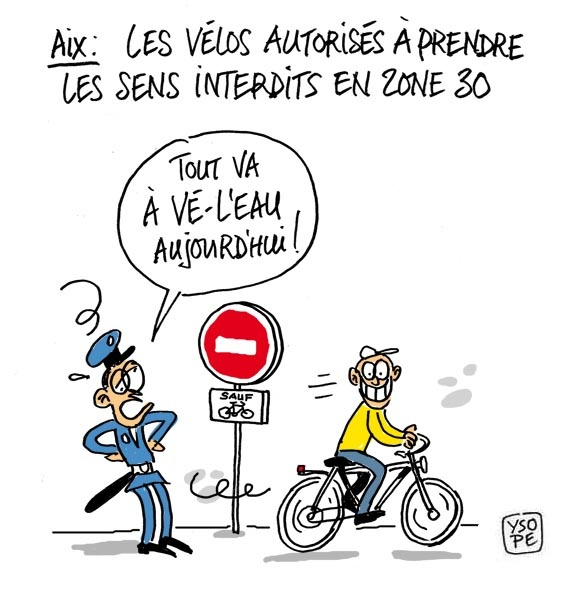 Aix: LES VÉLOS AUTORISÉS À PRENDRE
LES SENS INTERDITS EN ZONE 30
TOUT VA
À VÉ-L'EAU
AUJOURD'HUI!
SAUF
YSO
PE